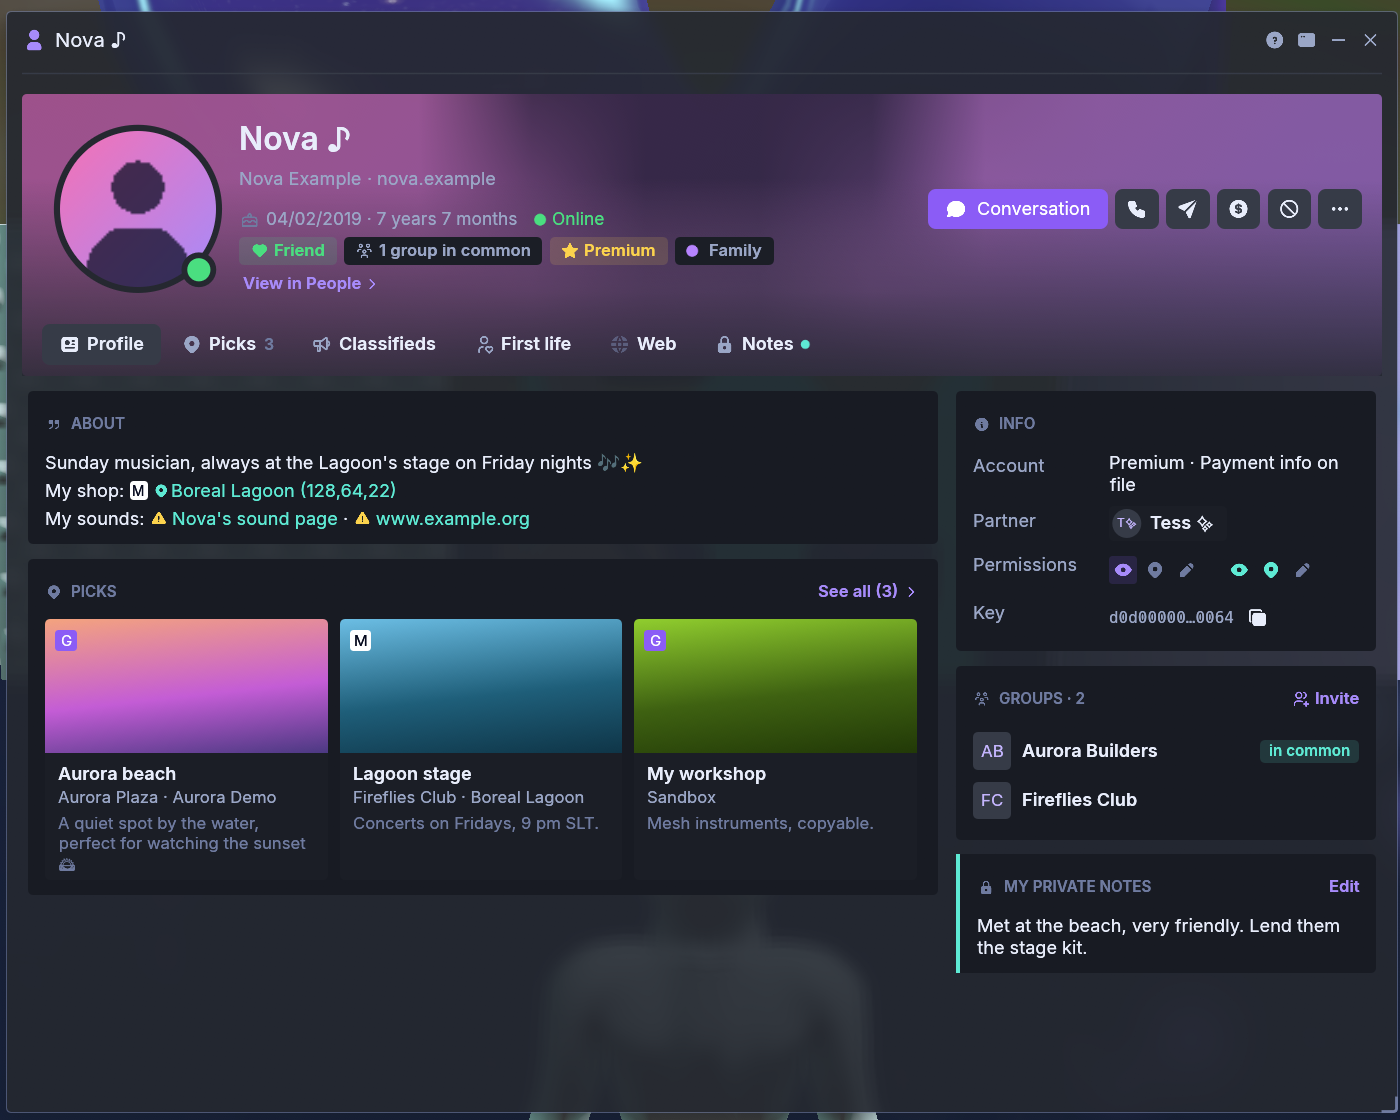 Nova ♪
Nova ♪
Nova Example · nova.example
04/02/2019 · 7 years 7 months
Online
Friend
1 group in common
Premium
Family
View in People
Conversation
Profile
Picks 3
Classifieds
First life
Web
Notes
ABOUT
Sunday musician, always at the Lagoon's stage on Friday nights 🎶✨
My shop: M Boreal Lagoon (128,64,22)
My sounds: ⚠ Nova's sound page · ⚠ www.example.org
PICKS
See all (3)
G
Aurora beach
Aurora Plaza · Aurora Demo
A quiet spot by the water,
perfect for watching the sunset
🌅
M
Lagoon stage
Fireflies Club · Boreal Lagoon
Concerts on Fridays, 9 pm SLT.
G
My workshop
Sandbox
Mesh instruments, copyable.
INFO
Account
Premium · Payment info on
file
Partner
T✨ Tess ✨
Permissions
Key
d0d00000…0064
GROUPS · 2
Invite
AB
Aurora Builders
in common
FC
Fireflies Club
MY PRIVATE NOTES
Edit
Met at the beach, very friendly. Lend them
the stage kit.